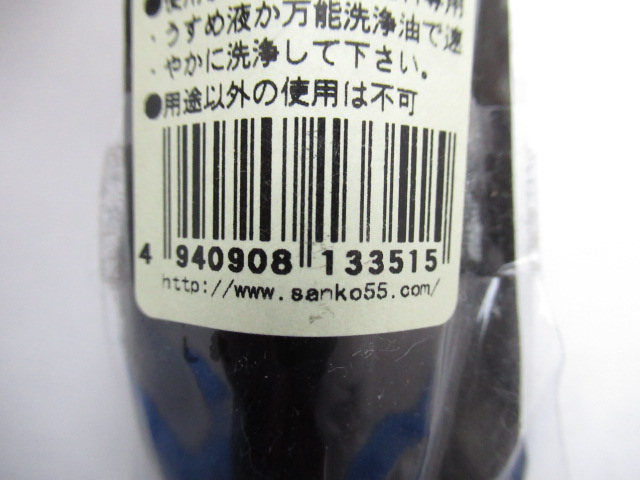 うすめ液か万能洗浄油で速
やかに洗浄して下さい。
●用途以外の使用は不可
4 940908 133515
http://www.sanko55.com/